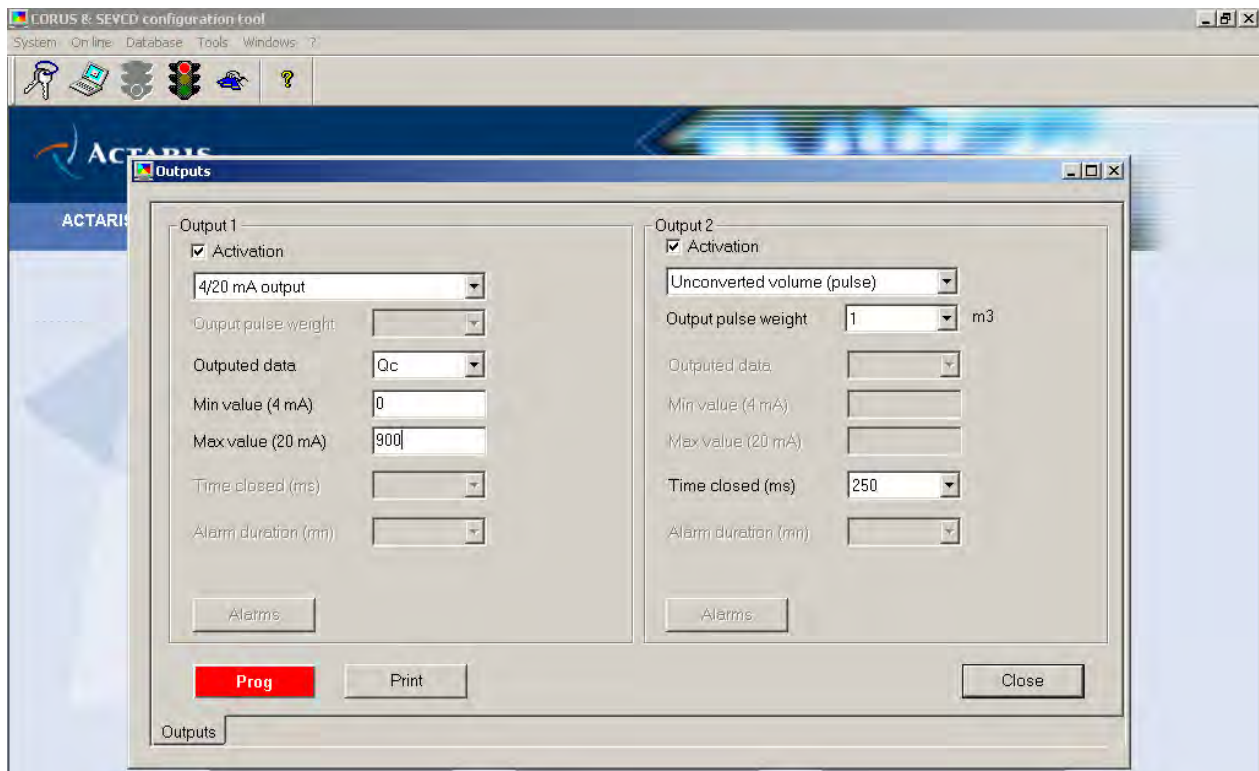 CORUS & SEVCD configuration tool
System On line Database Tools Windows ?
ACTARIS
ACTARIS
Outputs
Output 1
Activation
4/20 mA output
Output pulse weight
Outputed data Qc
Min value (4 mA) 0
Max value (20 mA) 900
Time closed (ms)
Alarm duration (mn)
Alarms
Output 2
Activation
Unconverted volume (pulse)
Output pulse weight 1 m3
Outputed data
Min value (4 mA)
Max value (20 mA)
Time closed (ms) 250
Alarm duration (mn)
Alarms
Prog Print Close
Outputs